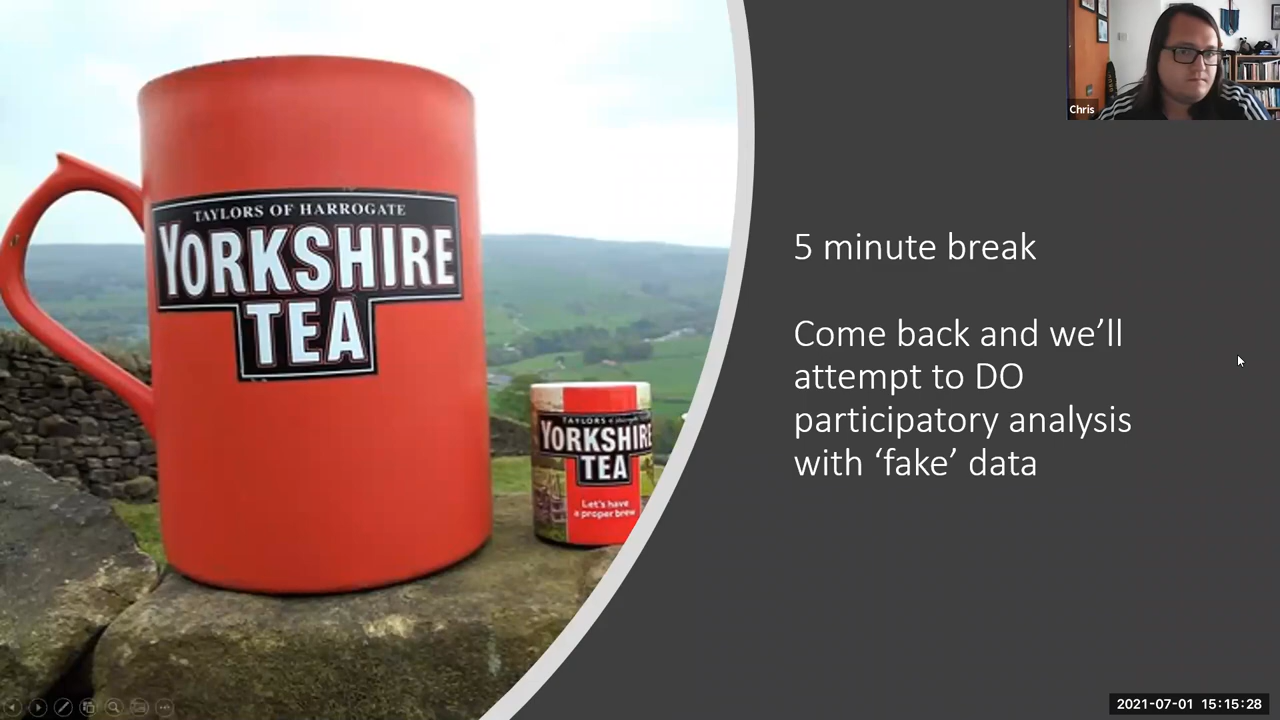 TAYLORS OF HARROGATE
YORKSHIRE
TEA
TAYLORS of Harrogate
YORKSHIRE
TEA
Let's have
a proper brew
5 minute break
Come back and we’ll
attempt to DO
participatory analysis
with ‘fake’ data
Chris
2021-07-01 15:15:28